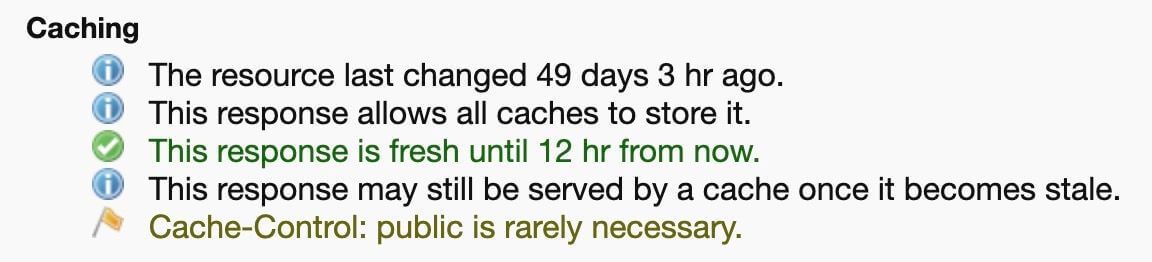 Caching
The resource last changed 49 days 3 hr ago.
This response allows all caches to store it.
This response is fresh until 12 hr from now.
This response may still be served by a cache once it becomes stale.
Cache-Control: public is rarely necessary.